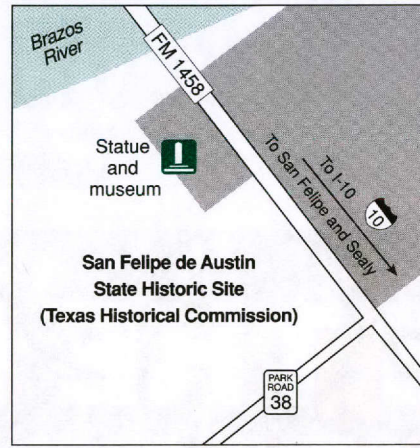 Brazos
River
FM 1458
Statue
and
museum
To I-10
To San Felipe and Sealy
10
San Felipe de Austin
State Historic Site
(Texas Historical Commission)
PARK
ROAD
38